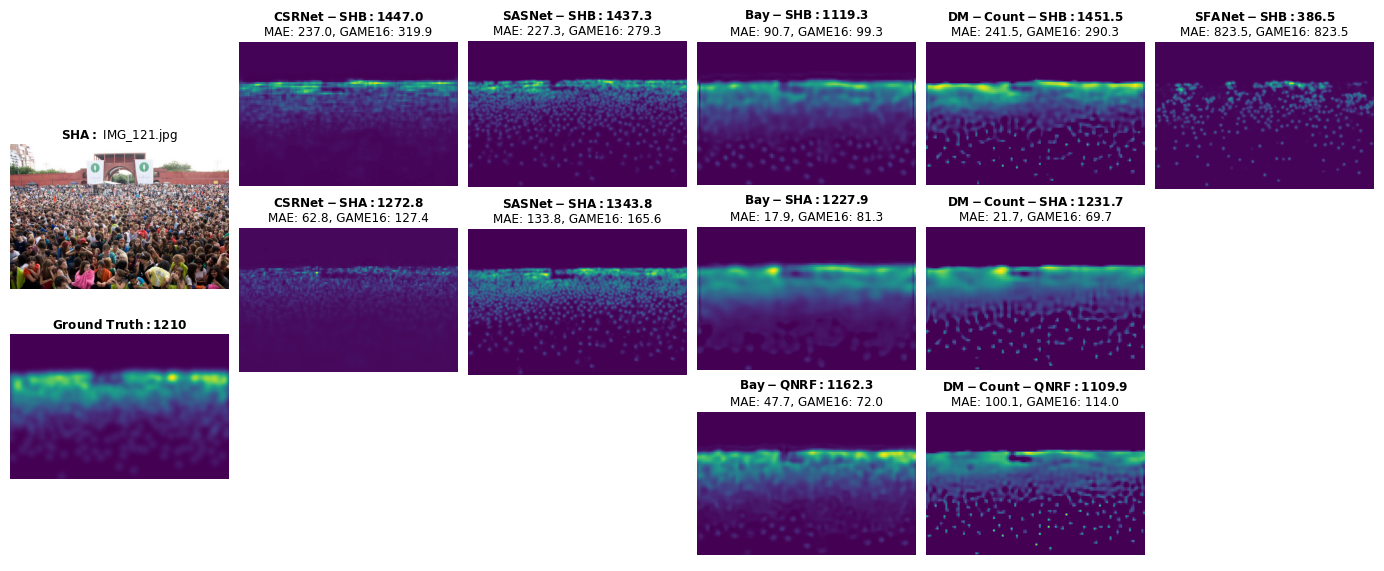 SHA: IMG_121.jpg
Ground Truth: 1210
CSRNet-SHB: 1447.0
MAE: 237.0, GAME16: 319.9
SASNet-SHB: 1437.3
MAE: 227.3, GAME16: 279.3
Bay-SHB: 1119.3
MAE: 90.7, GAME16: 99.3
DM-Count-SHB: 1451.5
MAE: 241.5, GAME16: 290.3
SFANet-SHB: 386.5
MAE: 823.5, GAME16: 823.5
CSRNet-SHA: 1272.8
MAE: 62.8, GAME16: 127.4
SASNet-SHA: 1343.8
MAE: 133.8, GAME16: 165.6
Bay-SHA: 1227.9
MAE: 17.9, GAME16: 81.3
DM-Count-SHA: 1231.7
MAE: 21.7, GAME16: 69.7
Bay-QNRF: 1162.3
MAE: 47.7, GAME16: 72.0
DM-Count-QNRF: 1109.9
MAE: 100.1, GAME16: 114.0